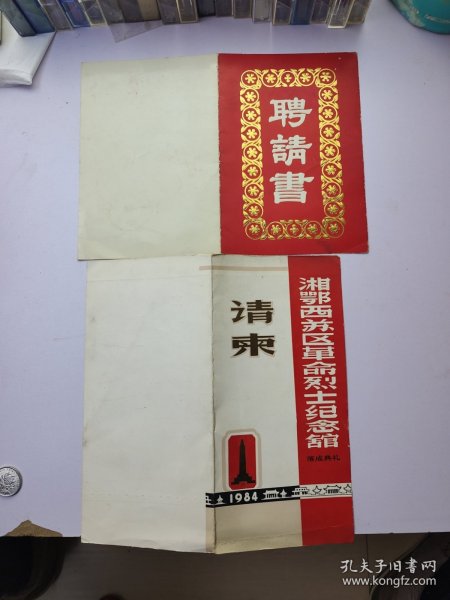 聘請書
湘鄂西苏区革命烈士纪念馆
落成典礼
请柬
1984
孔夫子旧书网
www.kongfz.com